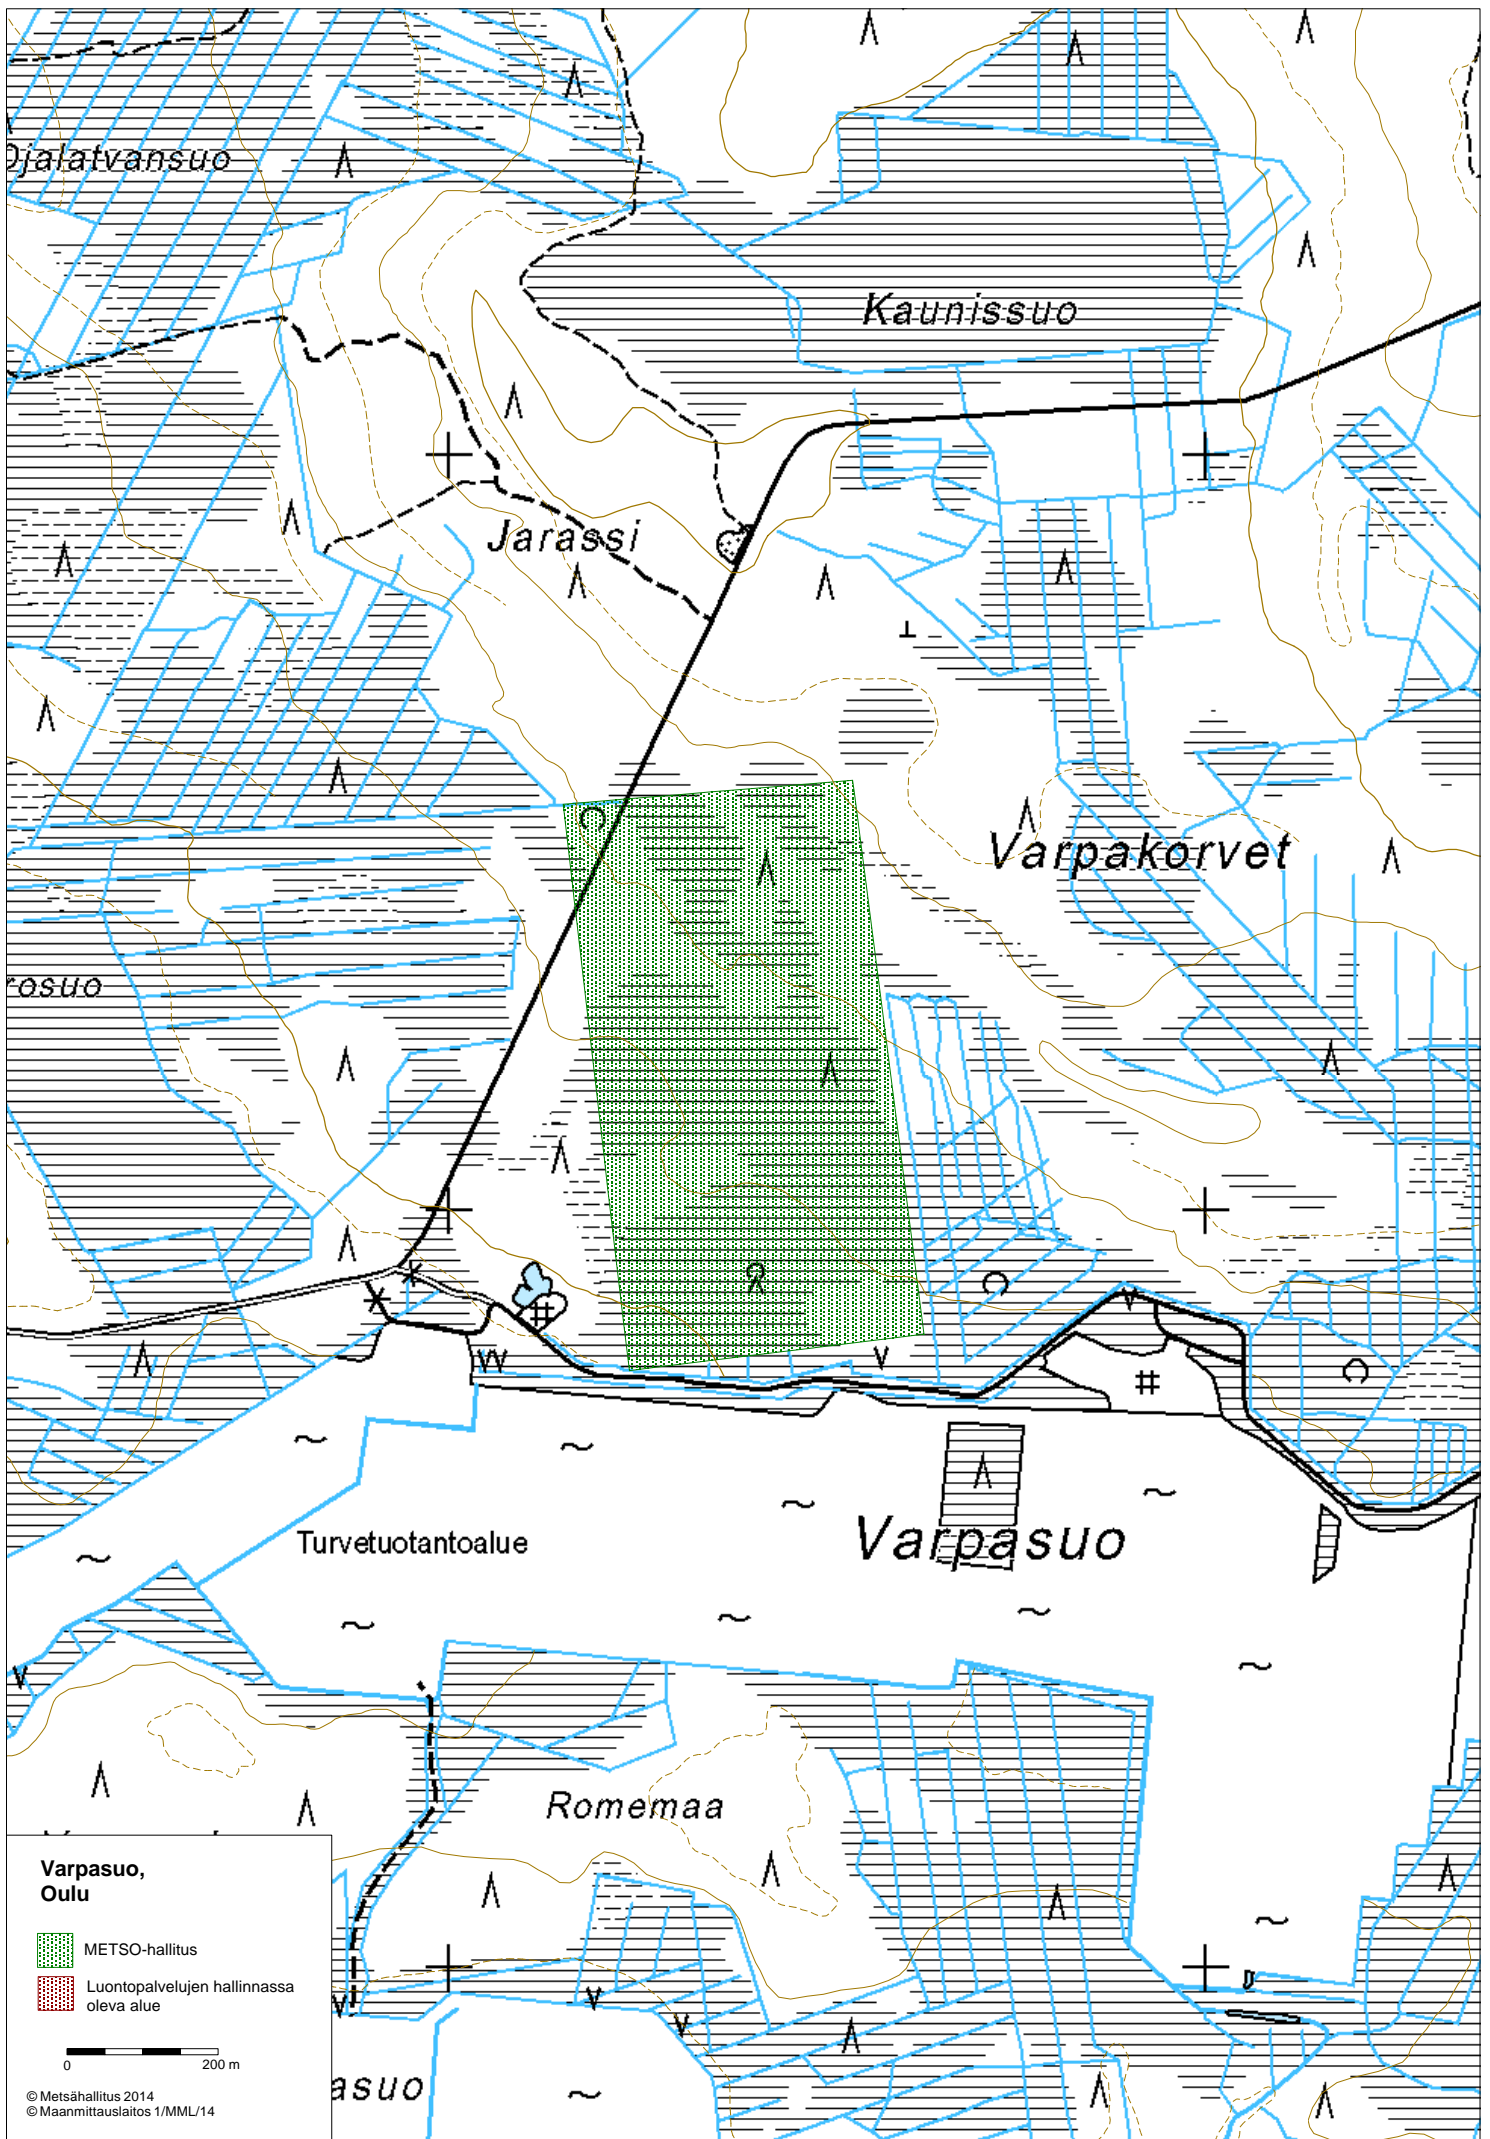 Ojalatvansuo
Kaunissuo
Jarassi
Varpakorvet
rosuo
Turvetuotantoalue
Varpasuo
Romemaa
Varpasuo,
Oulu
METSO-hallitus
Luontopalvelujen hallinnassa
oleva alue
0 200 m
© Metsähallitus 2014
© Maanmittauslaitos 1/MML/14
asuo